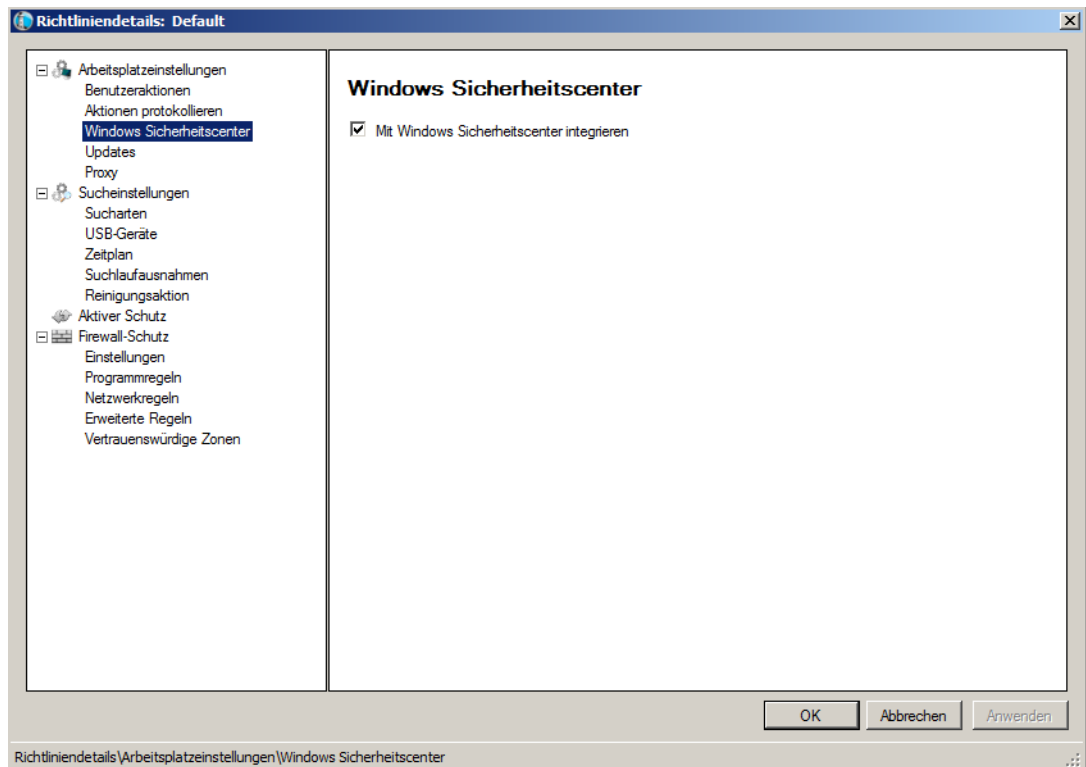 Richtliniendetails: Default
Arbeitsplatzeinstellungen
Benutzeraktionen
Aktionen protokollieren
Windows Sicherheitscenter
Updates
Proxy
Sucheinstellungen
Sucharten
USB-Geräte
Zeitplan
Suchlaufausnahmen
Reinigungsaktion
Aktiver Schutz
Firewall-Schutz
Einstellungen
Programmregeln
Netzwerkregeln
Erweiterte Regeln
Vertrauenswürdige Zonen
Windows Sicherheitscenter
Mit Windows Sicherheitscenter integrieren
OK Abbrechen Anwenden
Richtliniendetails\Arbeitsplatzeinstellungen\Windows Sicherheitscenter